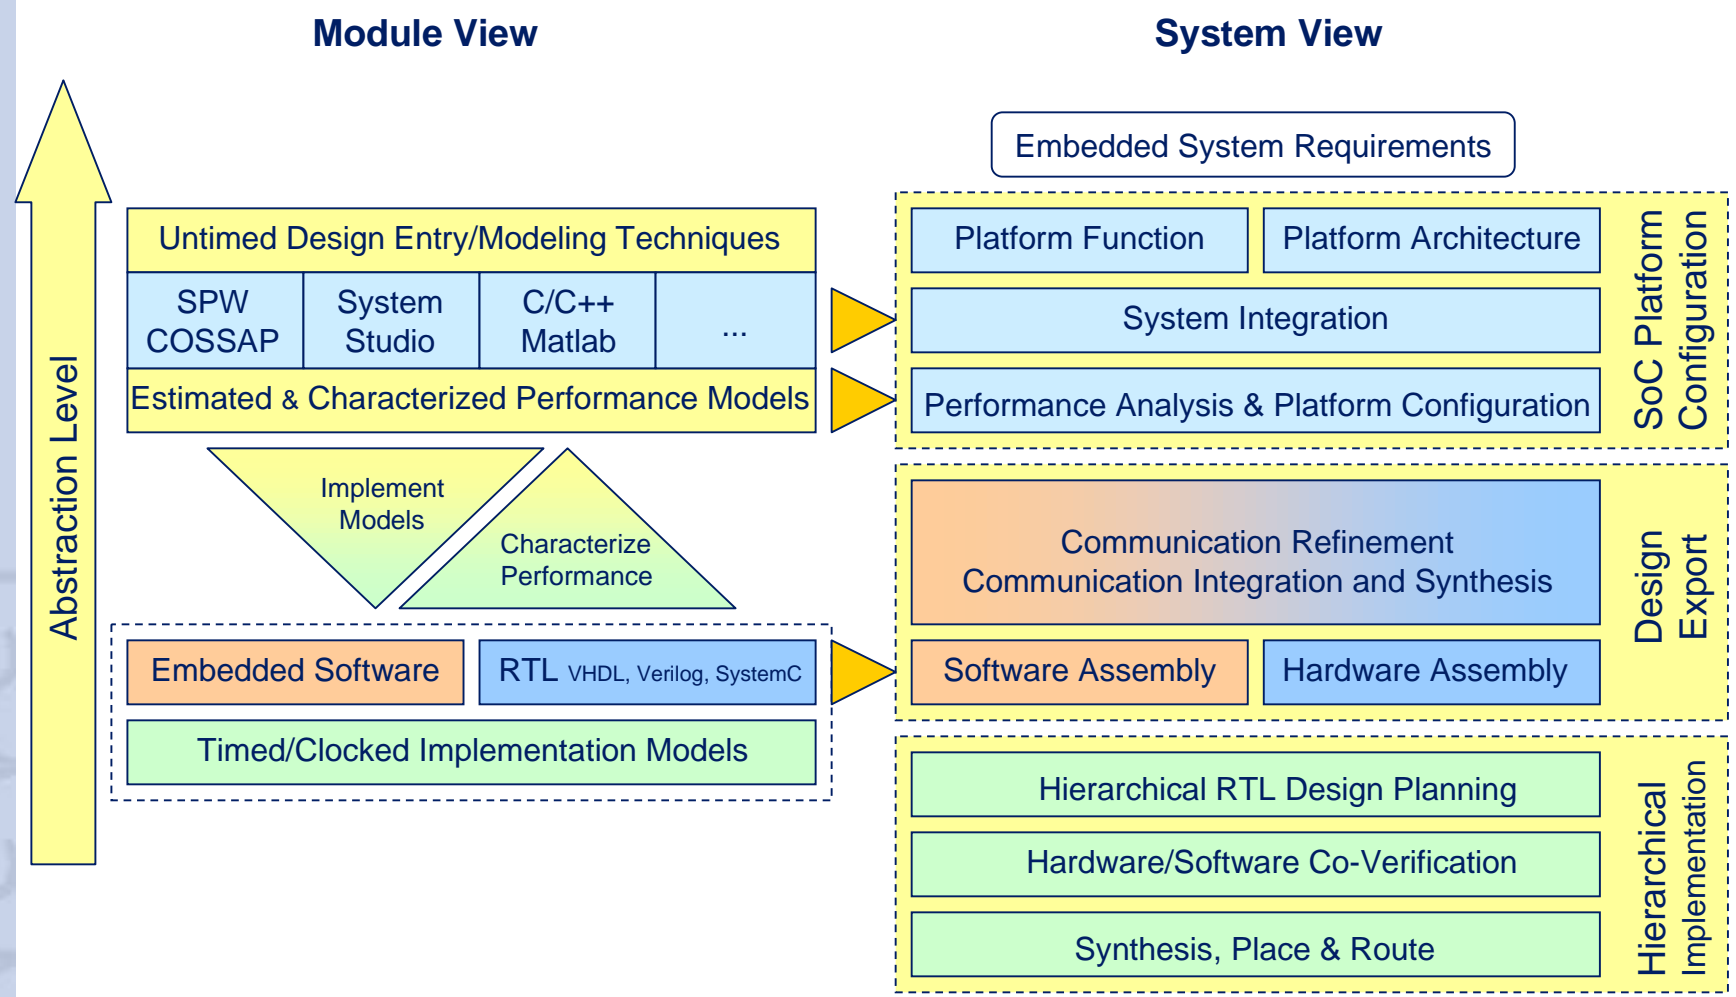 Module View
System View
Abstraction Level
Untimed Design Entry/Modeling Techniques
SPW
COSSAP
System
Studio
C/C++
Matlab
...
Estimated & Characterized Performance Models
Implement
Models
Characterize
Performance
Embedded Software
RTL VHDL, Verilog, SystemC
Timed/Clocked Implementation Models
Embedded System Requirements
Platform Function
Platform Architecture
System Integration
Performance Analysis & Platform Configuration
SoC Platform
Configuration
Communication Refinement
Communication Integration and Synthesis
Software Assembly
Hardware Assembly
Design
Export
Hierarchical RTL Design Planning
Hardware/Software Co-Verification
Synthesis, Place & Route
Hierarchical
Implementation